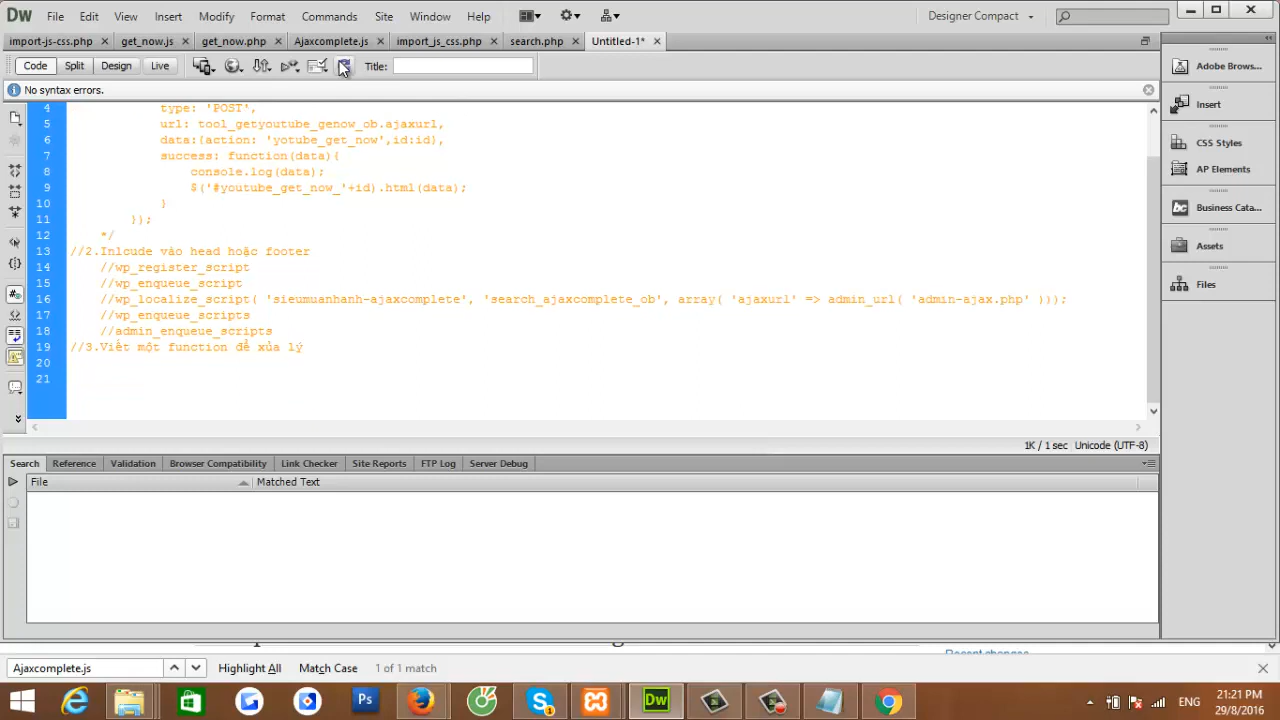 Dw File Edit View Insert Modify Format Commands Site Window Help Designer Compact
import-js-css.php get_now.js get_now.php Ajaxcomplete.js import_js_css.php search.php Untitled-1*
Code Split Design Live Title:
No syntax errors.
4 type: 'POST',
5 url: tool_getyoutube_genow_ob.ajaxurl,
6 data:{action: 'yotube_get_now',id:id},
7 success: function(data){
8 console.log(data);
9 $('#youtube_get_now_'+id).html(data);
10 }
11 });
12 */
13 //2.Inlcude vào head hoặc footer
14 //wp_register_script
15 //wp_enqueue_script
16 //wp_localize_script( 'sieumuanhanh-ajaxcomplete', 'search_ajaxcomplete_ob', array( 'ajaxurl' => admin_url( 'admin-ajax.php' )));
17 //wp_enqueue_scripts
18 //admin_enqueue_scripts
19 //3.Viết một function để xủa lý
20
21
1K / 1 sec Unicode (UTF-8)
Adobe Brows...
Insert
CSS Styles
AP Elements
Business Cata...
Assets
Files
Search Reference Validation Browser Compatibility Link Checker Site Reports FTP Log Server Debug
File Matched Text
Recent changes
Ajaxcomplete.js Highlight All Match Case 1 of 1 match
ENG
21:21 PM
29/8/2016